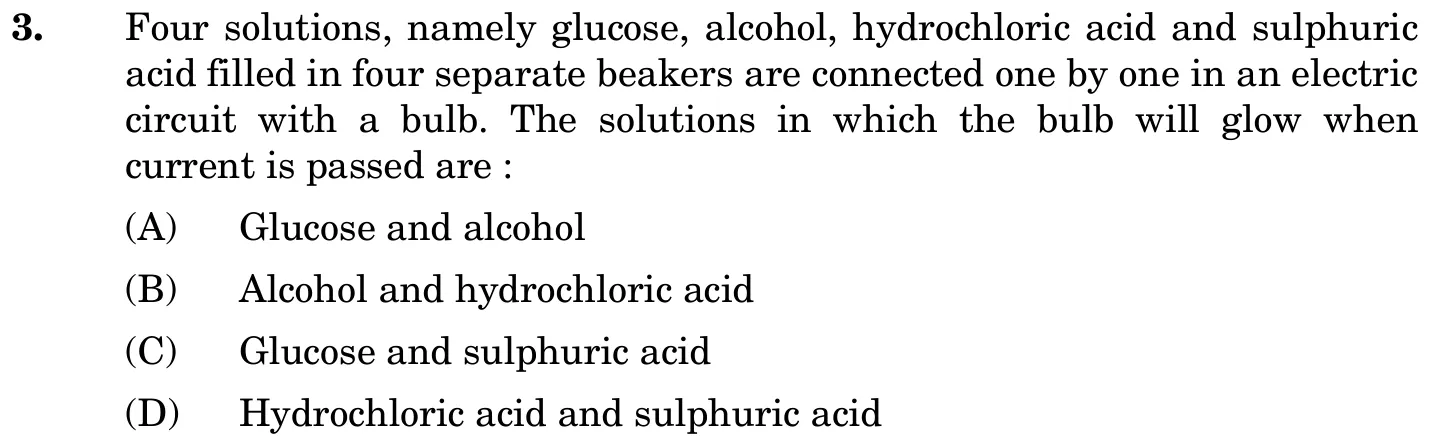 3. Four solutions, namely glucose, alcohol, hydrochloric acid and sulphuric
acid filled in four separate beakers are connected one by one in an electric
circuit with a bulb. The solutions in which the bulb will glow when
current is passed are :
(A) Glucose and alcohol
(B) Alcohol and hydrochloric acid
(C) Glucose and sulphuric acid
(D) Hydrochloric acid and sulphuric acid